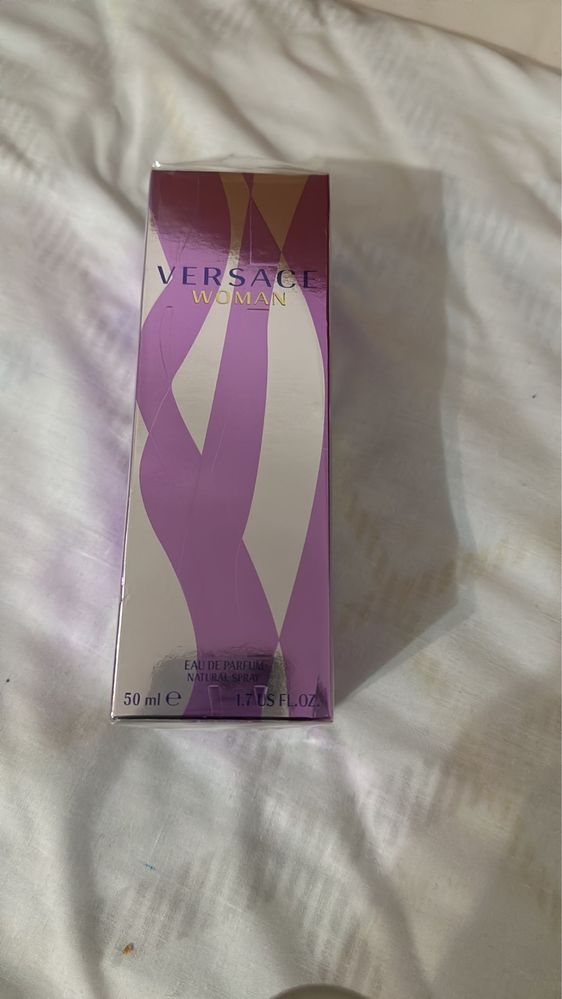 VERSACE
WOMAN
EAU DE PARFUM
NATURAL SPRAY
50 ml ℮ 1.7 US FL.OZ.